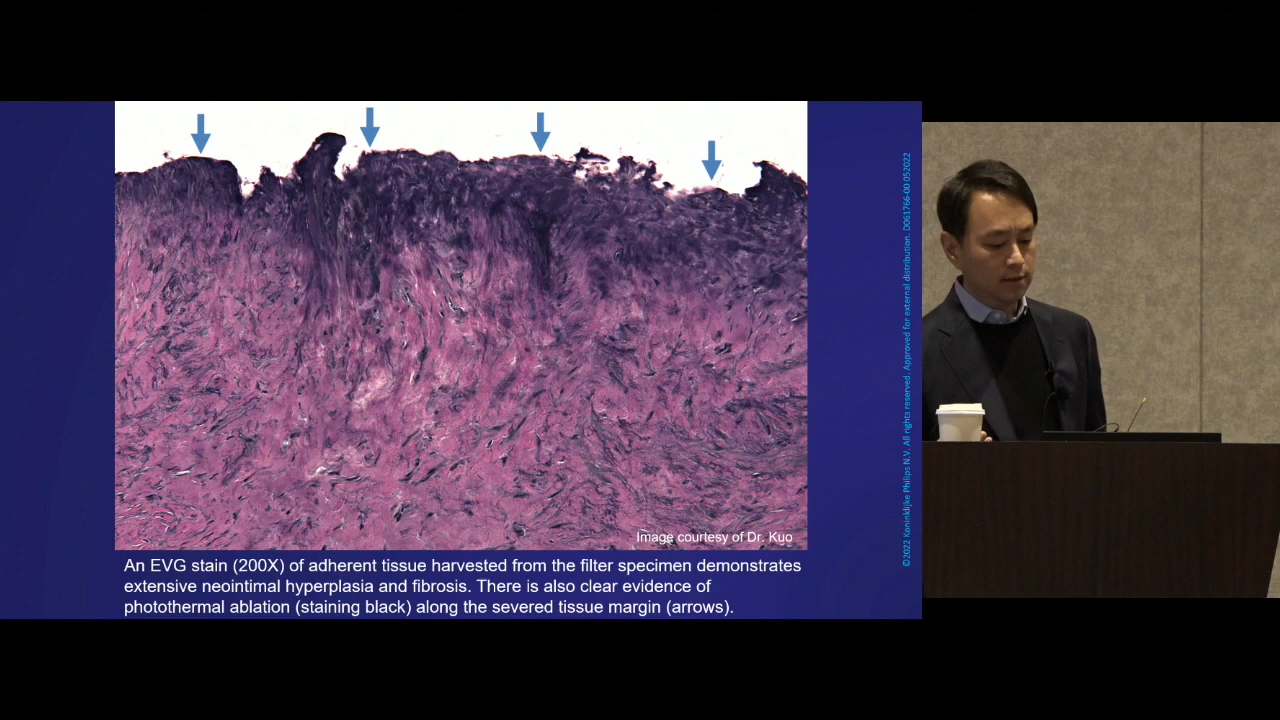 Image courtesy of Dr. Kuo
An EVG stain (200X) of adherent tissue harvested from the filter specimen demonstrates
extensive neointimal hyperplasia and fibrosis. There is also clear evidence of
photothermal ablation (staining black) along the severed tissue margin (arrows).
©2022 Koninklijke Philips N.V. All rights reserved. Approved for external distribution. D061766-00 052022